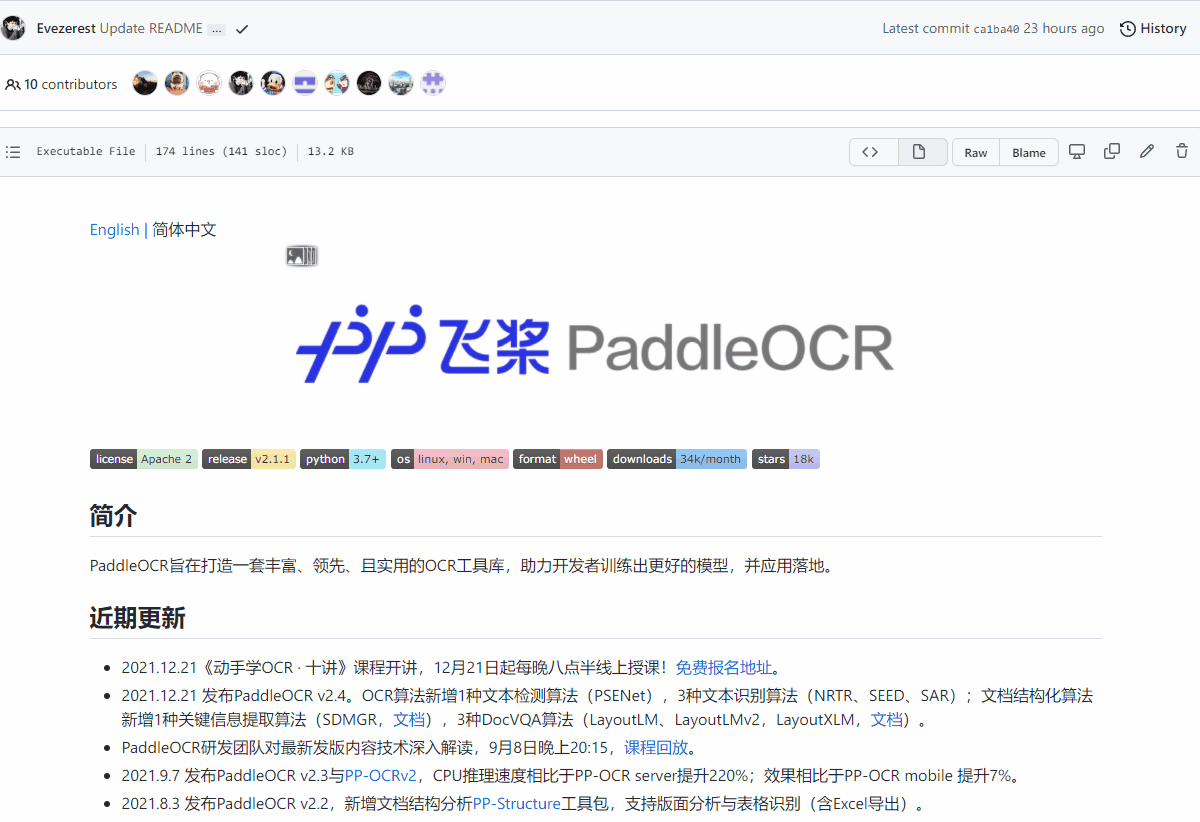 Evezerest Update README ... Latest commit ca1ba40 23 hours ago History
10 contributors
Executable File 174 lines (141 sloc) 13.2 KB Raw Blame
English | 简体中文
飞桨 PaddleOCR
license Apache 2 release v2.1.1 python 3.7+ os linux, win, mac format wheel downloads 34k/month stars 18k
简介
PaddleOCR旨在打造一套丰富、领先、且实用的OCR工具库，助力开发者训练出更好的模型，并应用落地。
近期更新
2021.12.21《动手学OCR · 十讲》课程开讲，12月21日起每晚八点半线上授课！免费报名地址。
2021.12.21 发布PaddleOCR v2.4。OCR算法新增1种文本检测算法（PSENet），3种文本识别算法（NRTR、SEED、SAR）；文档结构化算法
新增1种关键信息提取算法（SDMGR，文档），3种DocVQA算法（LayoutLM、LayoutLMv2，LayoutXLM，文档）。
PaddleOCR研发团队对最新发版内容技术深入解读，9月8日晚上20:15，课程回放。
2021.9.7 发布PaddleOCR v2.3与PP-OCRv2，CPU推理速度相比于PP-OCR server提升220%；效果相比于PP-OCR mobile 提升7%。
2021.8.3 发布PaddleOCR v2.2，新增文档结构分析PP-Structure工具包，支持版面分析与表格识别（含Excel导出）。